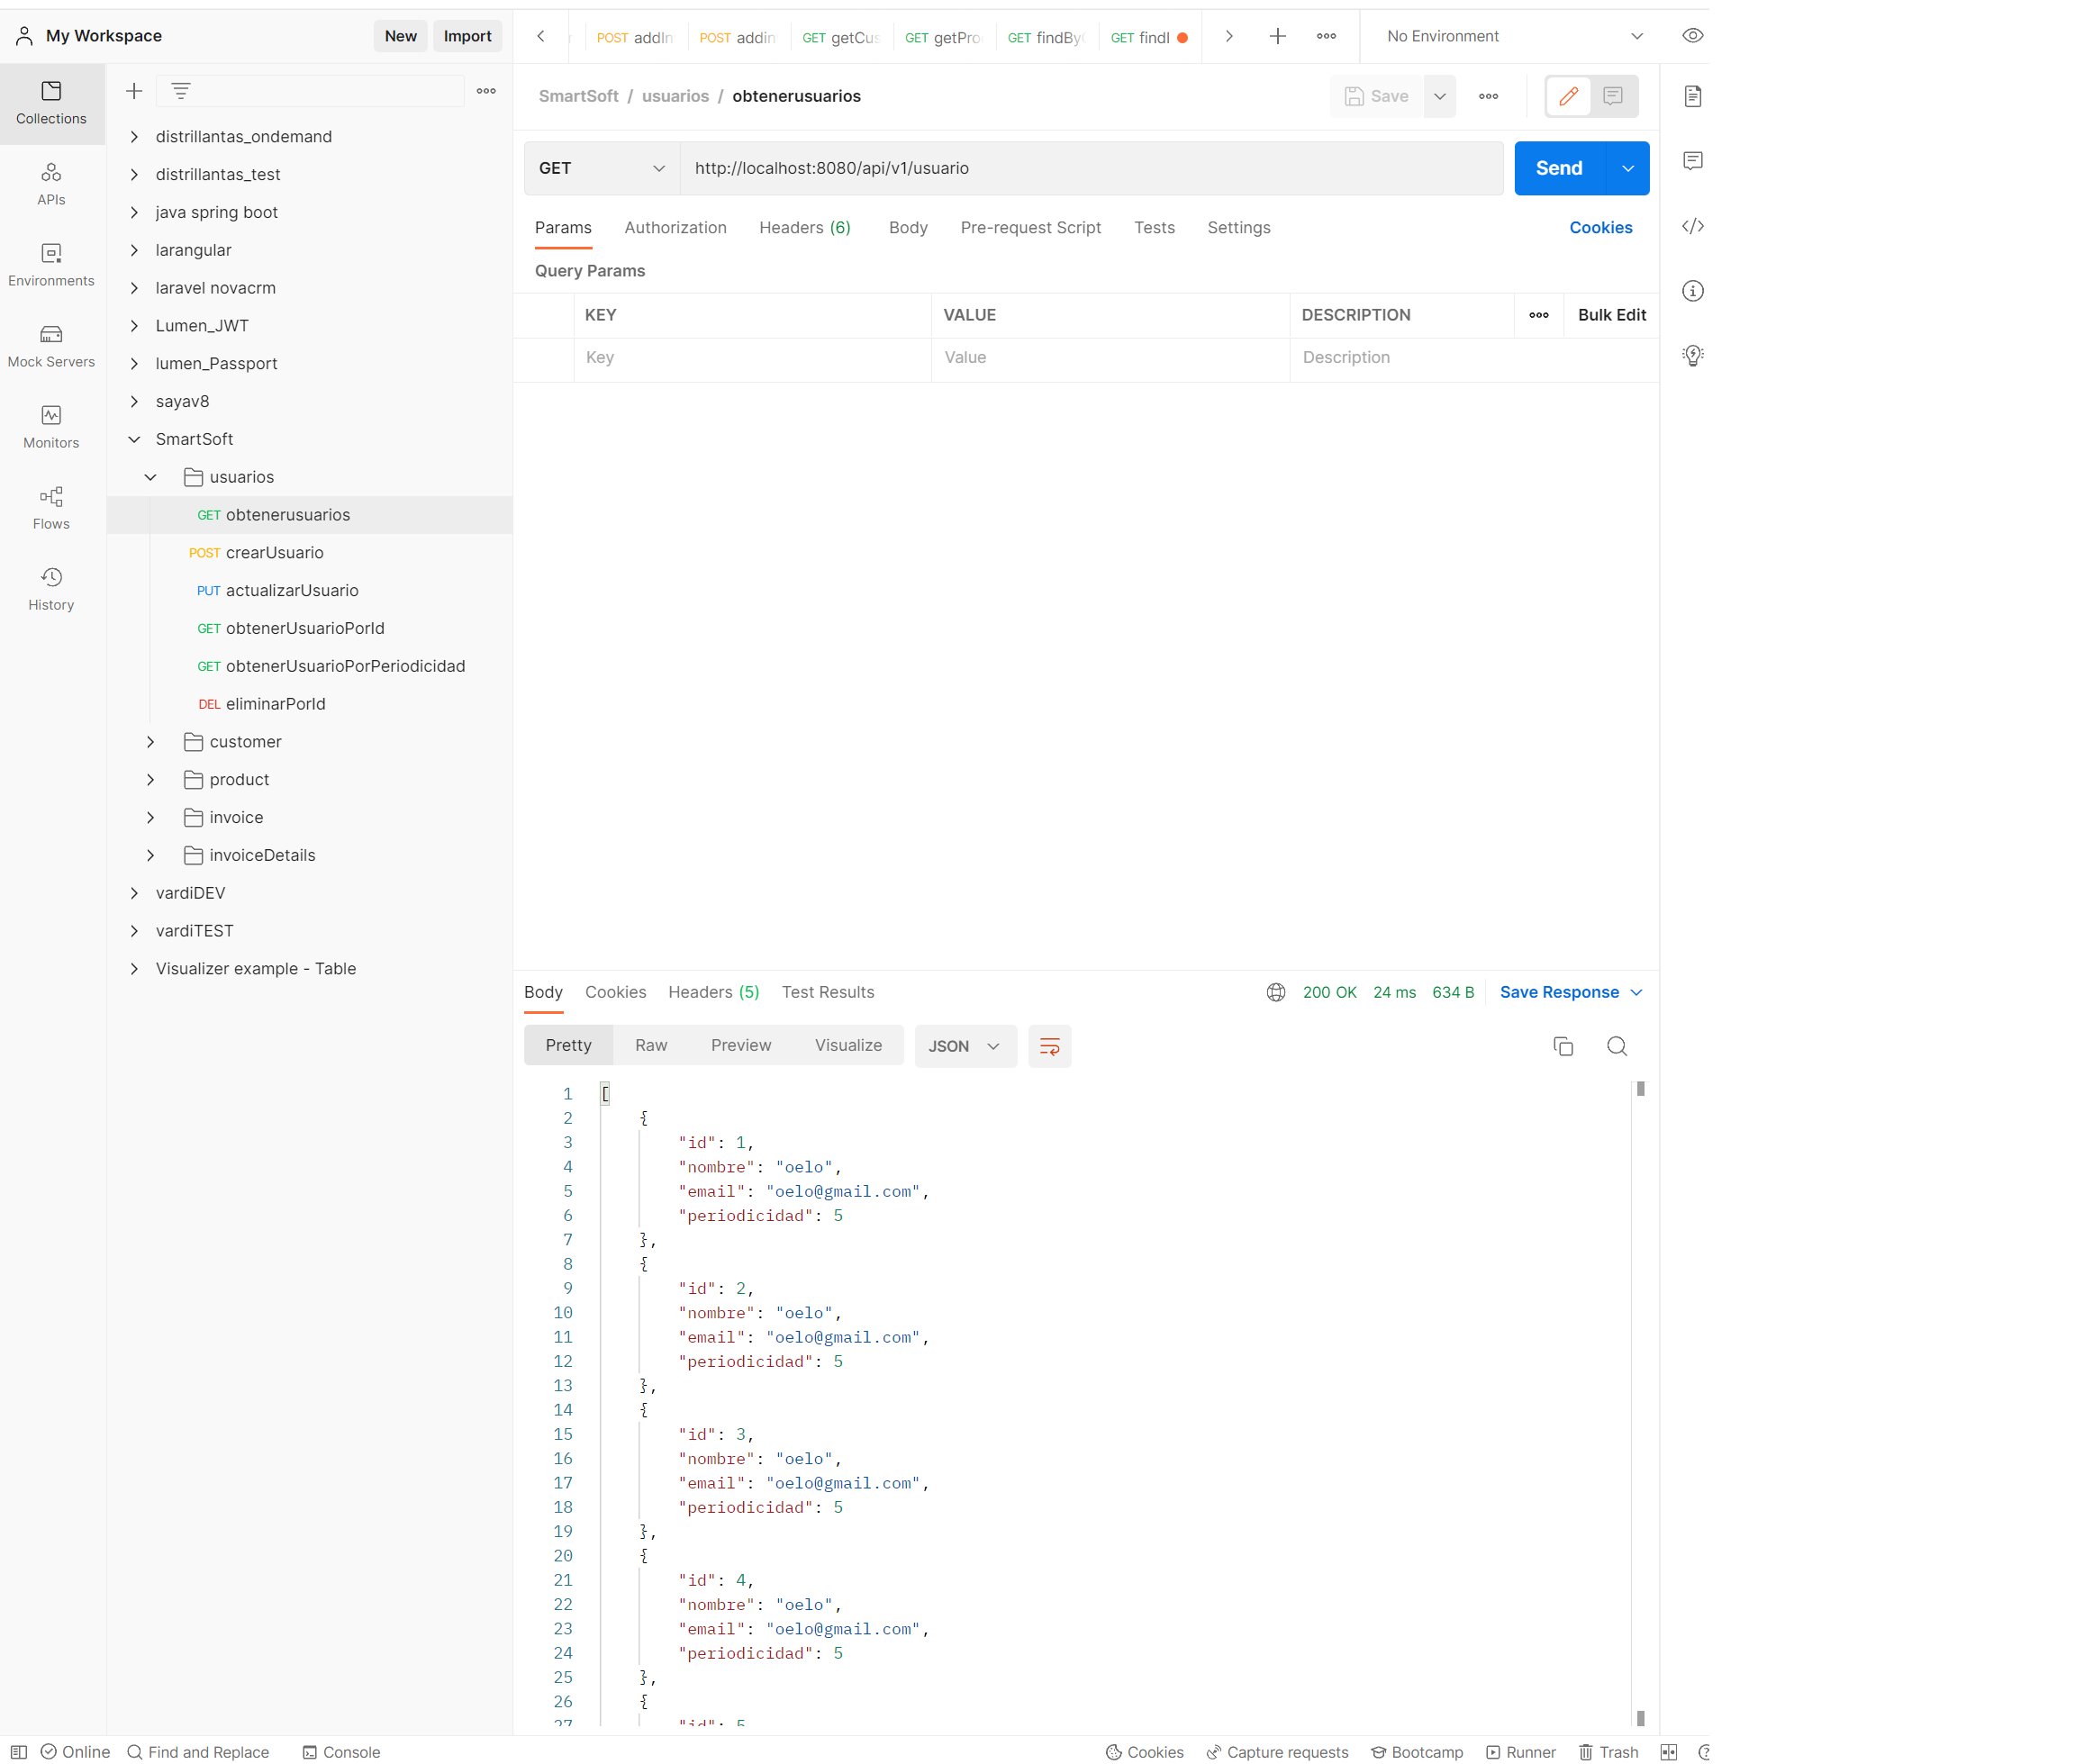 My Workspace
New
Import
POST addIn
POST addin
GET getCus
GET getPro
GET findBy
GET findI
No Environment
Collections
APIs
Environments
Mock Servers
Monitors
Flows
History
distrillantas_ondemand
distrillantas_test
java spring boot
larangular
laravel novacrm
Lumen_JWT
lumen_Passport
sayav8
SmartSoft
usuarios
GET obtenerusuarios
POST crearUsuario
PUT actualizarUsuario
GET obtenerUsuarioPorId
GET obtenerUsuarioPorPeriodicidad
DEL eliminarPorId
customer
product
invoice
invoiceDetails
vardiDEV
vardiTEST
Visualizer example - Table
SmartSoft / usuarios / obtenerusuarios
Save
GET
http://localhost:8080/api/v1/usuario
Send
Params Authorization Headers (6) Body Pre-request Script Tests Settings Cookies
Query Params
KEY VALUE DESCRIPTION Bulk Edit
Key Value Description
Body Cookies Headers (5) Test Results 200 OK 24 ms 634 B Save Response
Pretty Raw Preview Visualize JSON
1 [
2 {
3 "id": 1,
4 "nombre": "oelo",
5 "email": "oelo@gmail.com",
6 "periodicidad": 5
7 },
8 {
9 "id": 2,
10 "nombre": "oelo",
11 "email": "oelo@gmail.com",
12 "periodicidad": 5
13 },
14 {
15 "id": 3,
16 "nombre": "oelo",
17 "email": "oelo@gmail.com",
18 "periodicidad": 5
19 },
20 {
21 "id": 4,
22 "nombre": "oelo",
23 "email": "oelo@gmail.com",
24 "periodicidad": 5
25 },
26 {
27 "id": 5
Online Find and Replace Console Cookies Capture requests Bootcamp Runner Trash